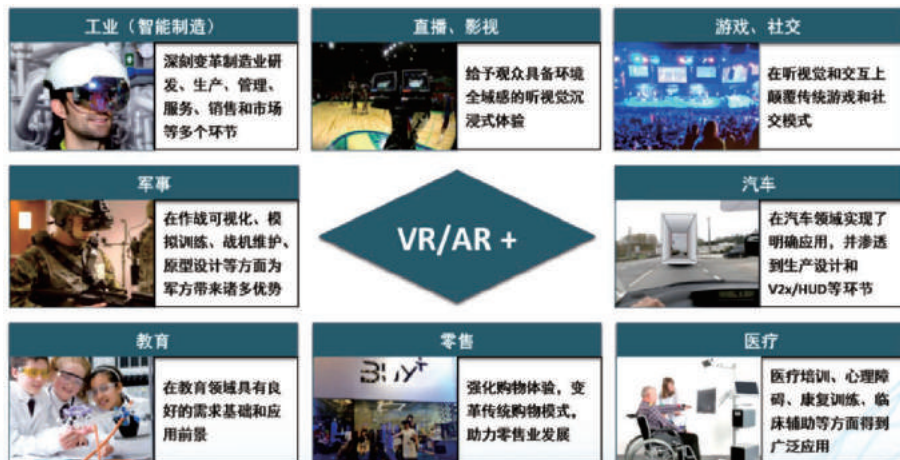 工业（智能制造）
深刻变革制造业研
发、生产、管理、
服务、销售和市场
等多个环节
直播、影视
给予观众具备环境
全域感的听视觉沉
浸式体验
游戏、社交
在听视觉和交互上
颠覆传统游戏和社
交模式
军事
在作战可视化、模
拟训练、战机维护、
原型设计等方面为
军方带来诸多优势
VR/AR +
汽车
在汽车领域实现了
明确应用，并渗透
到生产设计和
V2x/HUD等环节
教育
在教育领域具有良
好的需求基础和应
用前景
零售
BUY+
强化购物体验，变
革传统购物模式，
助力零售业发展
医疗
医疗培训、心理障
碍、康复训练、临
床辅助等方面得到
广泛应用